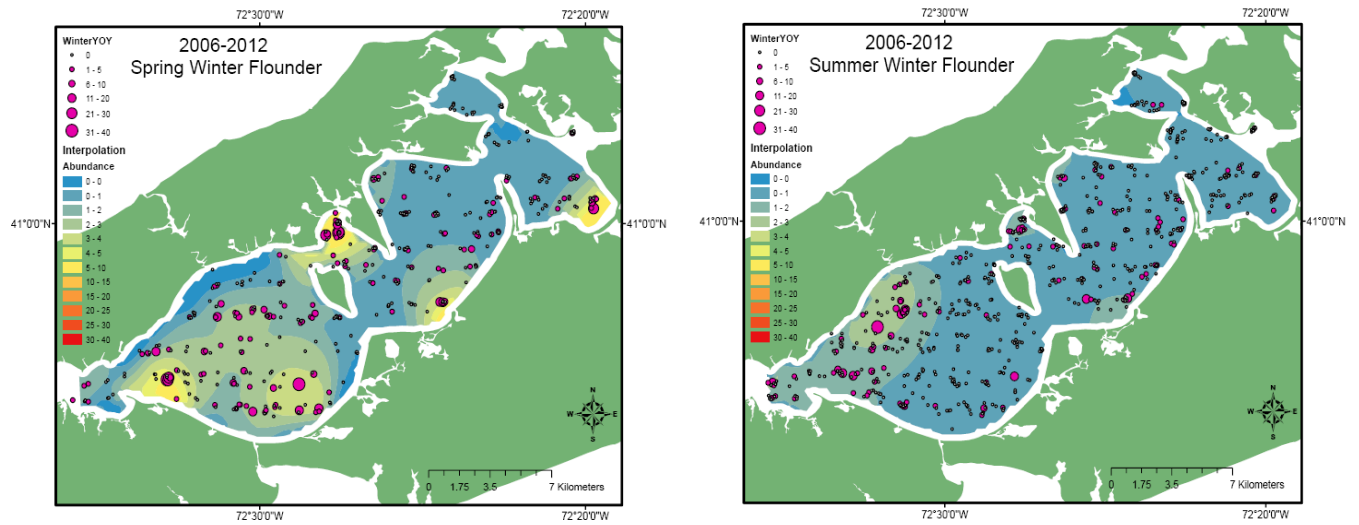 72°30'0"W
72°20'0"W
WinterYOY
0
1 - 5
6 - 10
11 - 20
21 - 30
31 - 40
Interpolation
Abundance
0 - 0
0 - 1
1 - 2
2 - 3
3 - 4
4 - 5
5 - 10
10 - 15
15 - 20
20 - 25
25 - 30
30 - 40
2006-2012
Spring Winter Flounder
41°0'0"N
41°0'0"N
N
W
E
S
0
1.75
3.5
7 Kilometers
72°30'0"W
72°20'0"W
72°30'0"W
72°20'0"W
WinterYOY
0
1 - 5
6 - 10
11 - 20
21 - 30
31 - 40
Interpolation
Abundance
0 - 0
0 - 1
1 - 2
2 - 3
3 - 4
4 - 5
5 - 10
10 - 15
15 - 20
20 - 25
25 - 30
30 - 40
2006-2012
Summer Winter Flounder
41°0'0"N
41°0'0"N
N
W
E
S
0
1.75
3.5
7 Kilometers
72°30'0"W
72°20'0"W